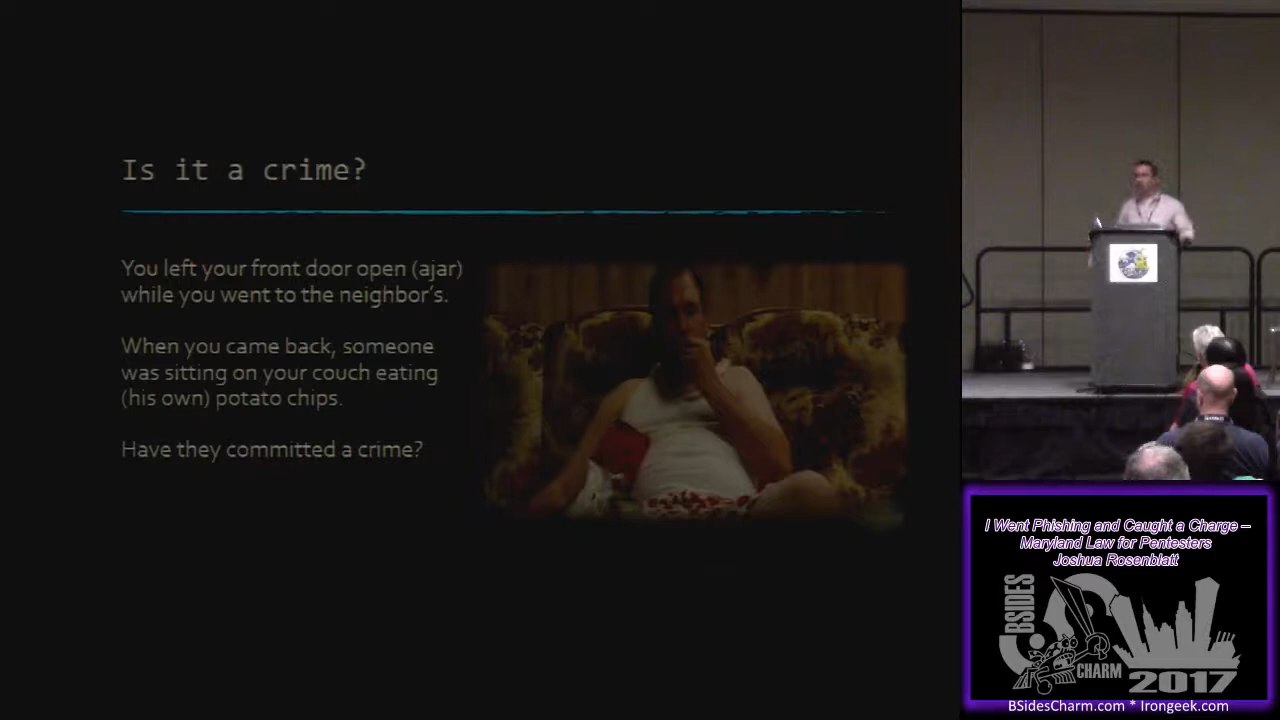 Is it a crime?
You left your front door open (ajar)
while you went to the neighbor's.
When you came back, someone
was sitting on your couch eating
(his own) potato chips.
Have they committed a crime?
I Went Phishing and Caught a Charge –
Maryland Law for Pentesters
Joshua Rosenblatt
BSIDES
CHARM
2017
BSidesCharm.com * Irongeek.com